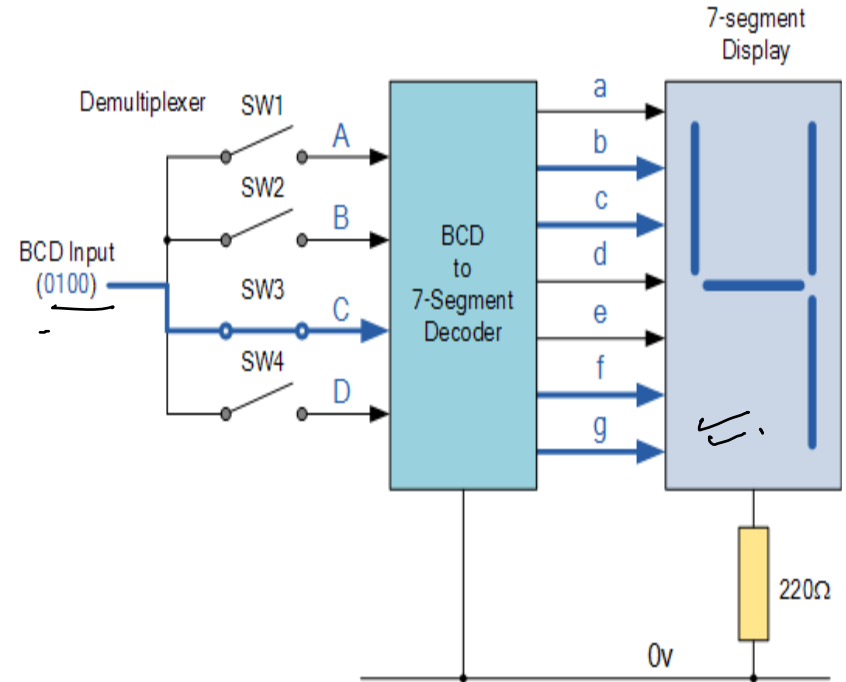 7-segment
Display
Demultiplexer
SW1
A
SW2
B
BCD Input
(0100)
SW3
C
SW4
D
BCD
to
7-Segment
Decoder
a
b
c
d
e
f
g
220Ω
0v